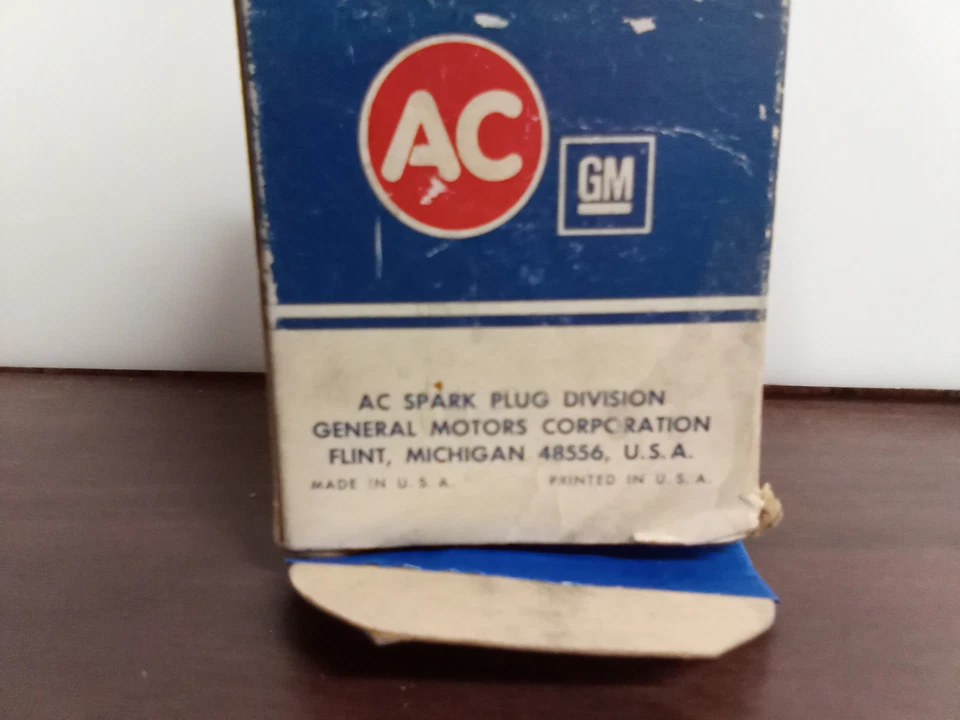 AC
GM
AC SPARK PLUG DIVISION
GENERAL MOTORS CORPORATION
FLINT, MICHIGAN 48556, U.S.A.
MADE IN U.S.A. PRINTED IN U.S.A.